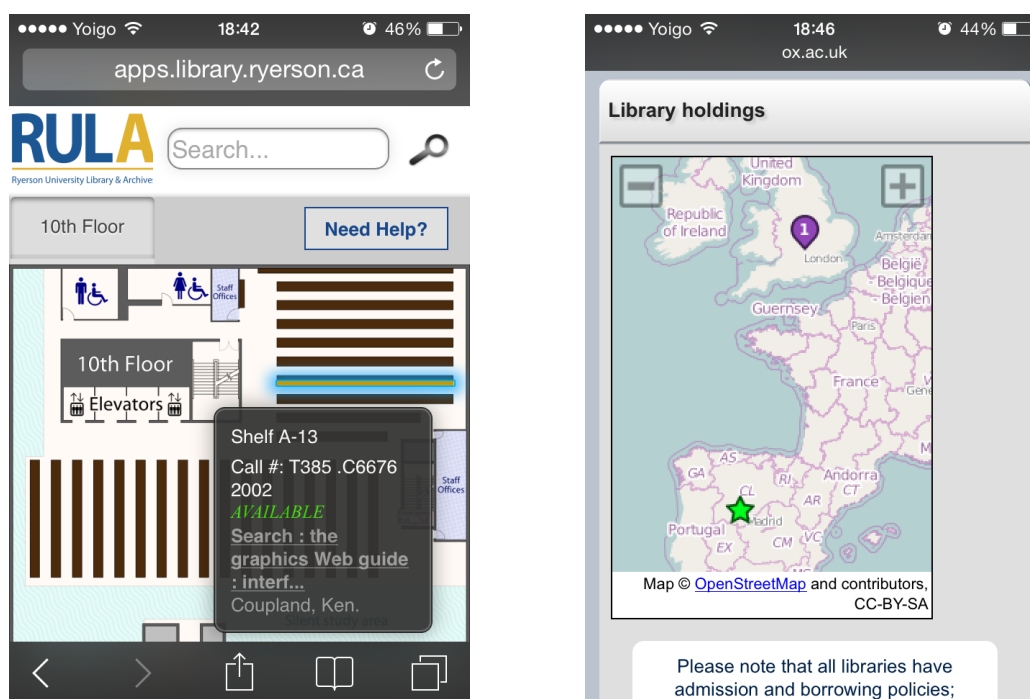 Yoigo 18:42 46%
apps.library.ryerson.ca
RULA
Ryerson University Library & Archive
Search...
10th Floor
Need Help?
Staff
Offices
10th Floor
Elevators
Shelf A-13
Call #: T385 .C6676
2002
AVAILABLE
Search : the
graphics Web guide
: interf...
Coupland, Ken.
Staff
Offices
Silent study area
Yoigo 18:46 44%
ox.ac.uk
Library holdings
United
Kingdom
Republic
of Ireland
1
London
Amsterdam
België
- Belgique
- Belgien
Guernsey
Paris
France
Gene
AS
GA
CL
RI
Andorra
CT
AR
Madrid
Portugal
EX
CM
VC
Map © OpenStreetMap and contributors,
CC-BY-SA
Please note that all libraries have
admission and borrowing policies;